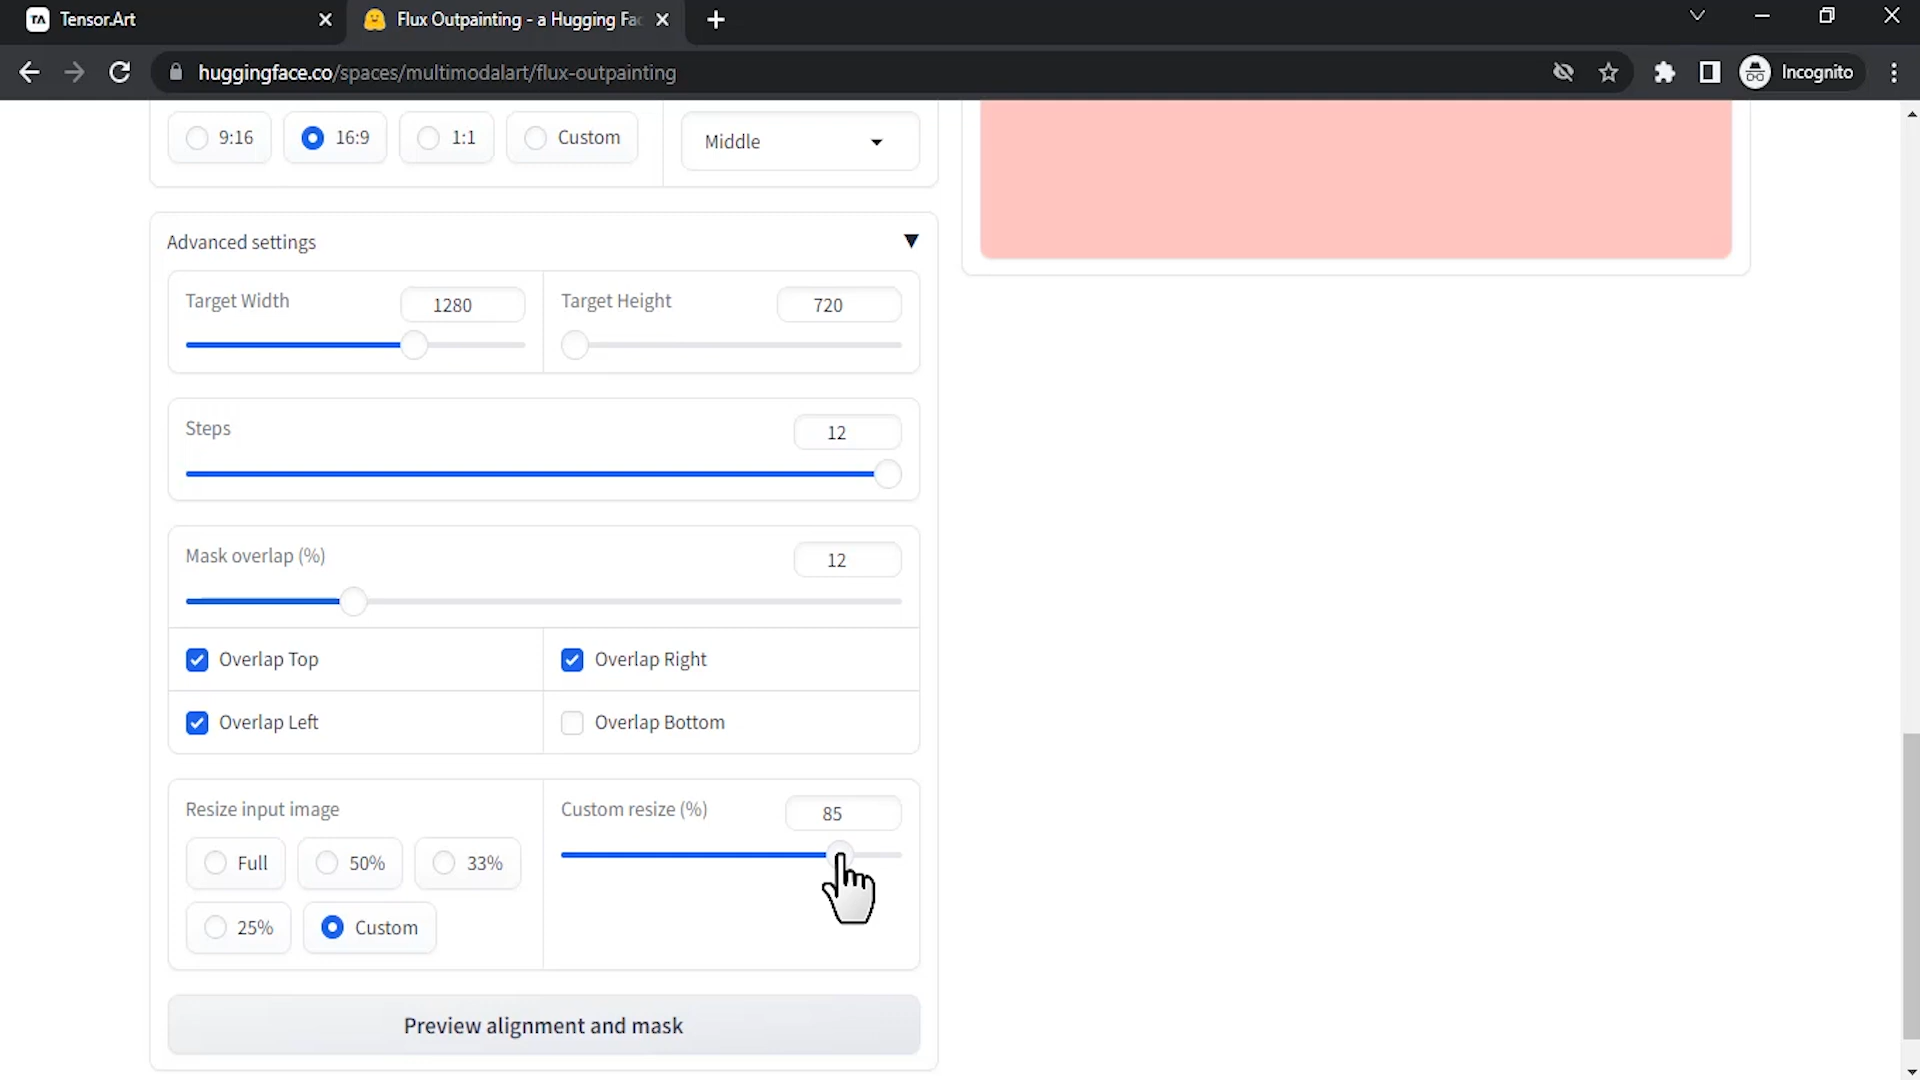 Tensor.Art
Flux Outpainting - a Hugging Fac
huggingface.co/spaces/multimodalart/flux-outpainting
Incognito
9:16
16:9
1:1
Custom
Middle
Advanced settings
Target Width
1280
Target Height
720
Steps
12
Mask overlap (%)
12
Overlap Top
Overlap Right
Overlap Left
Overlap Bottom
Resize input image
Custom resize (%)
85
Full
50%
33%
25%
Custom
Preview alignment and mask